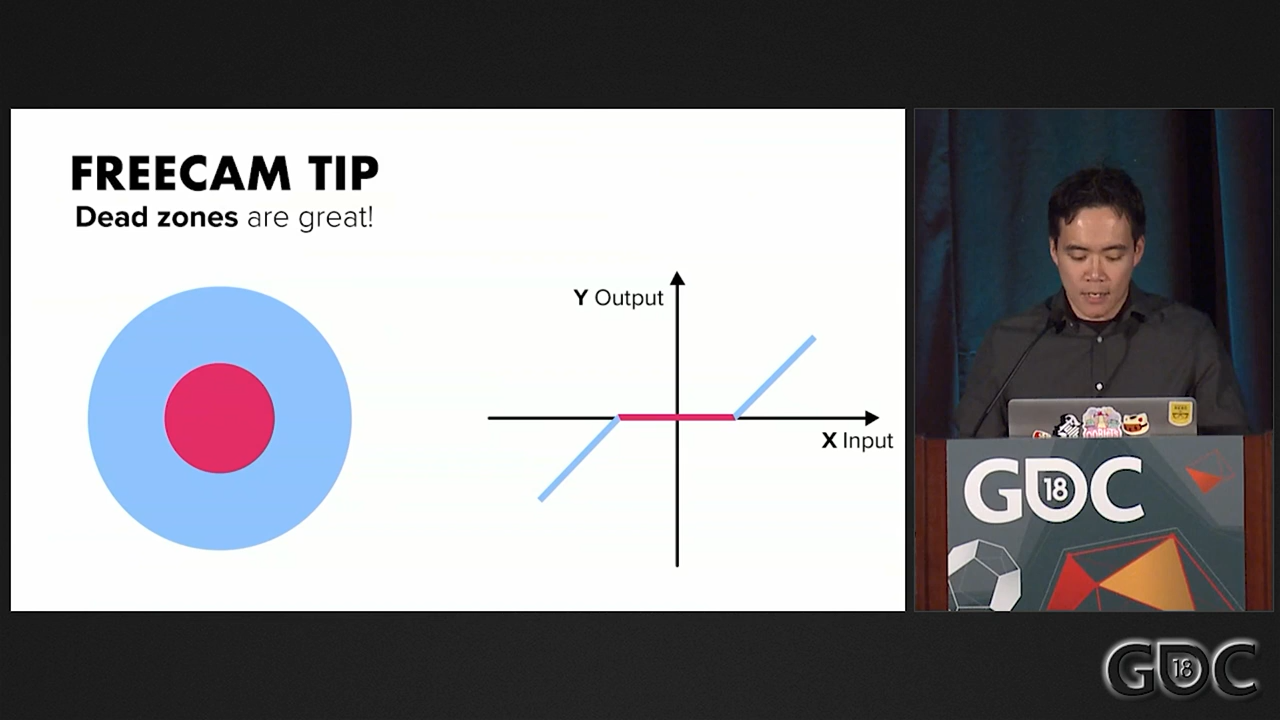 FREECAM TIP
Dead zones are great!
Y Output
X Input
GDC
18
GDC
18